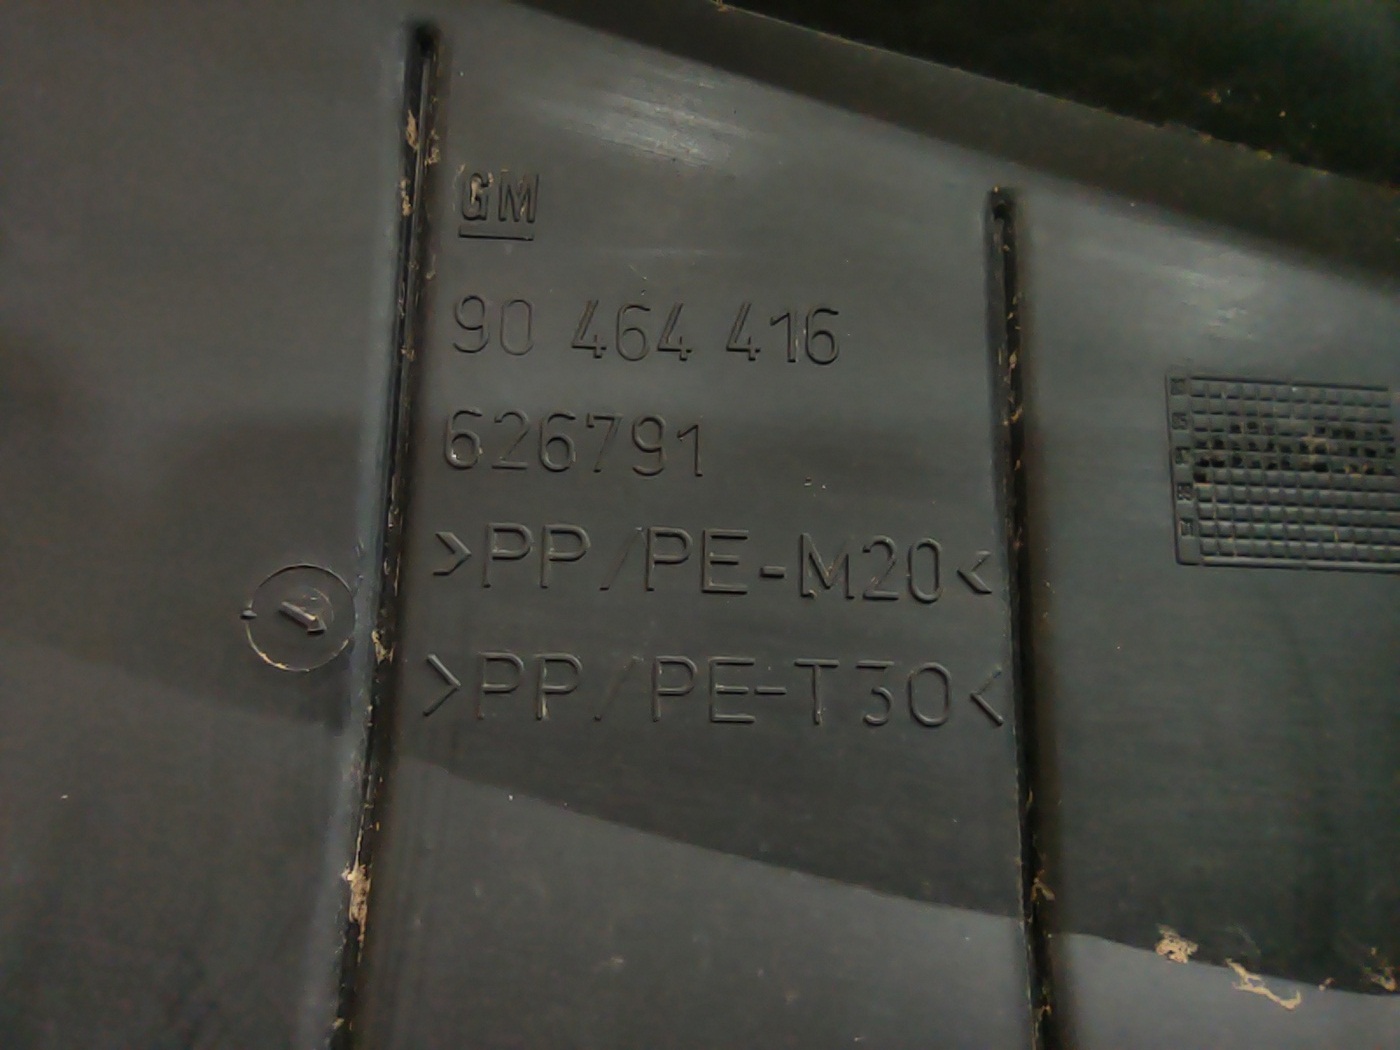 GM
90 464 416
626791
>PP/PE-M20<
>PP/PE-T30<